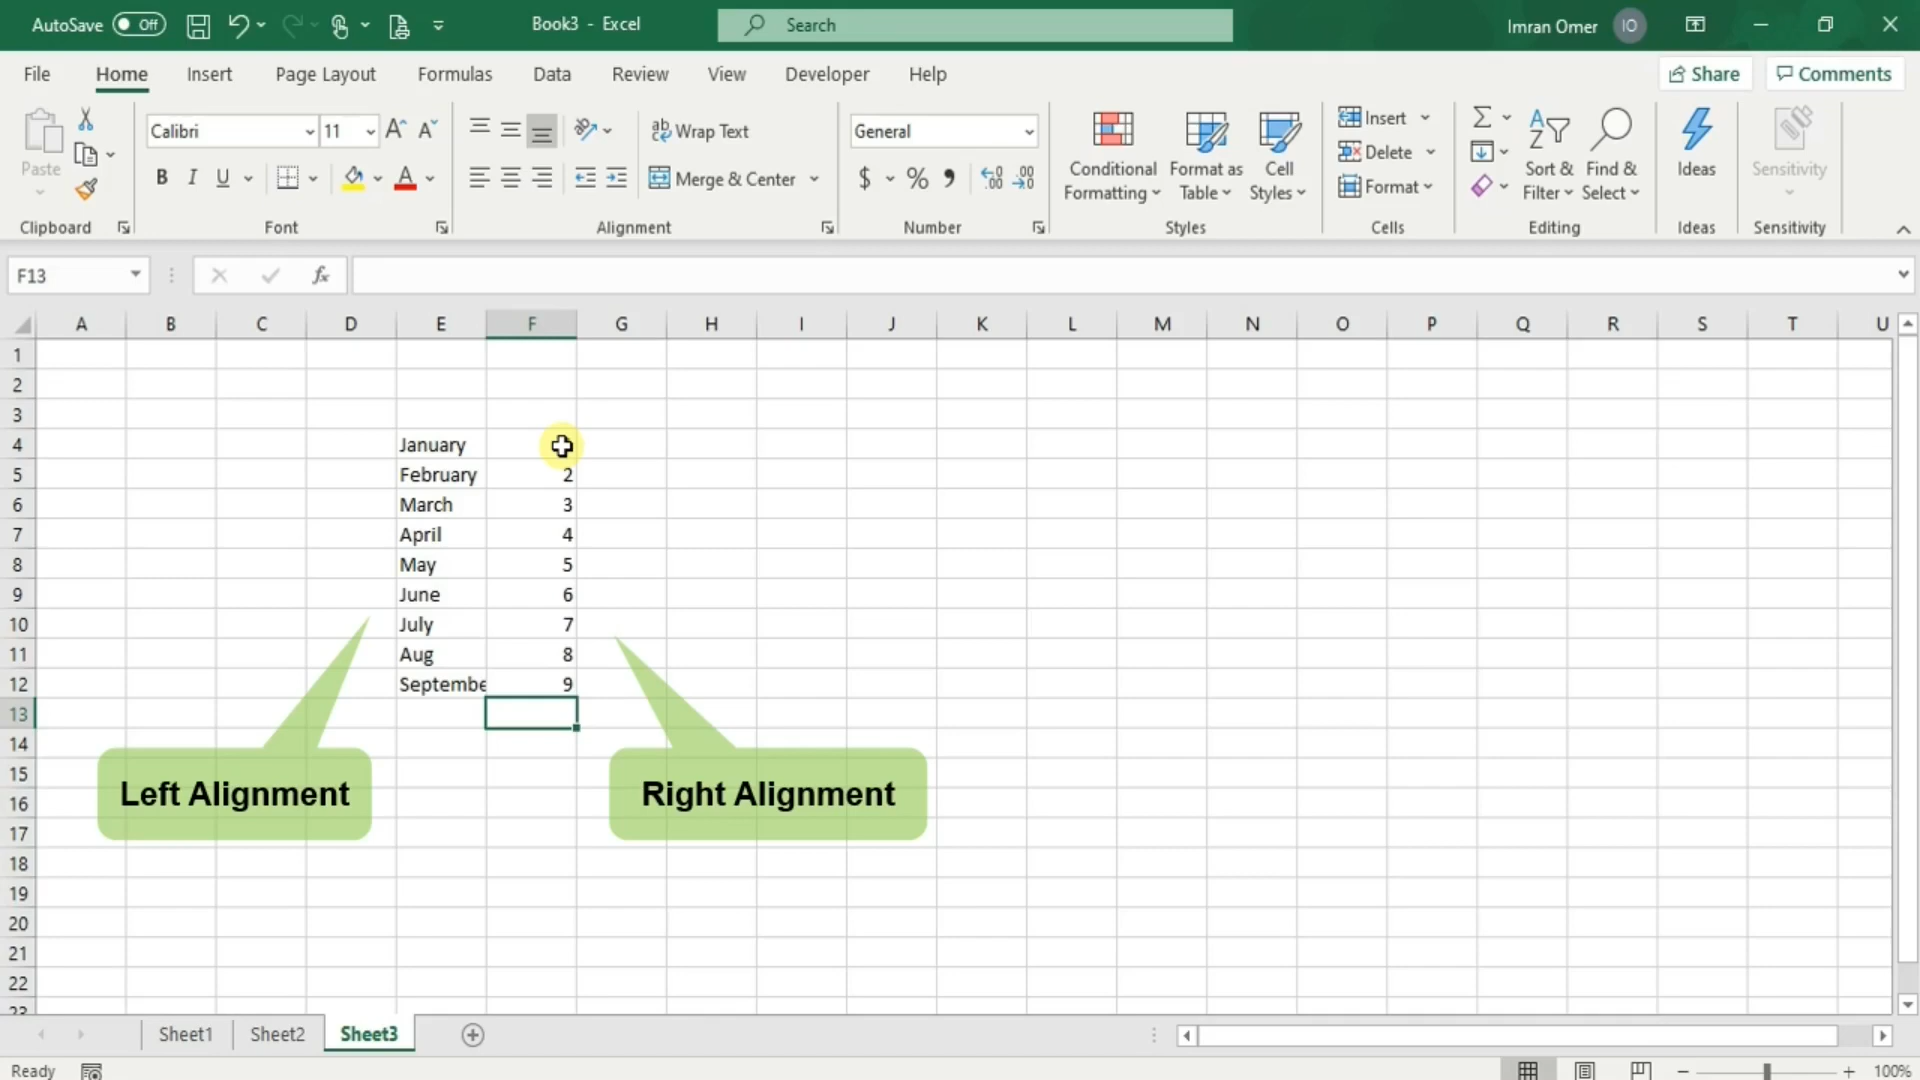 AutoSave Off Book3 - Excel Search Imran Omer IO
File Home Insert Page Layout Formulas Data Review View Developer Help Share Comments
Paste Calibri 11 ab Wrap Text General Conditional Formatting Format as Table Cell Styles Insert Delete Format Sort & Filter Find & Select Ideas Sensitivity
B I U A Merge & Center $ % 9
Clipboard Font Alignment Number Styles Cells Editing Ideas Sensitivity
F13 fx
A B C D E F G H I J K L M N O P Q R S T U
1
2
3
4 January
5 February 2
6 March 3
7 April 4
8 May 5
9 June 6
10 July 7
11 Aug 8
12 Septembe 9
13
14
15
Left Alignment Right Alignment
16
17
18
19
20
21
22
23
Sheet1 Sheet2 Sheet3
Ready 100%